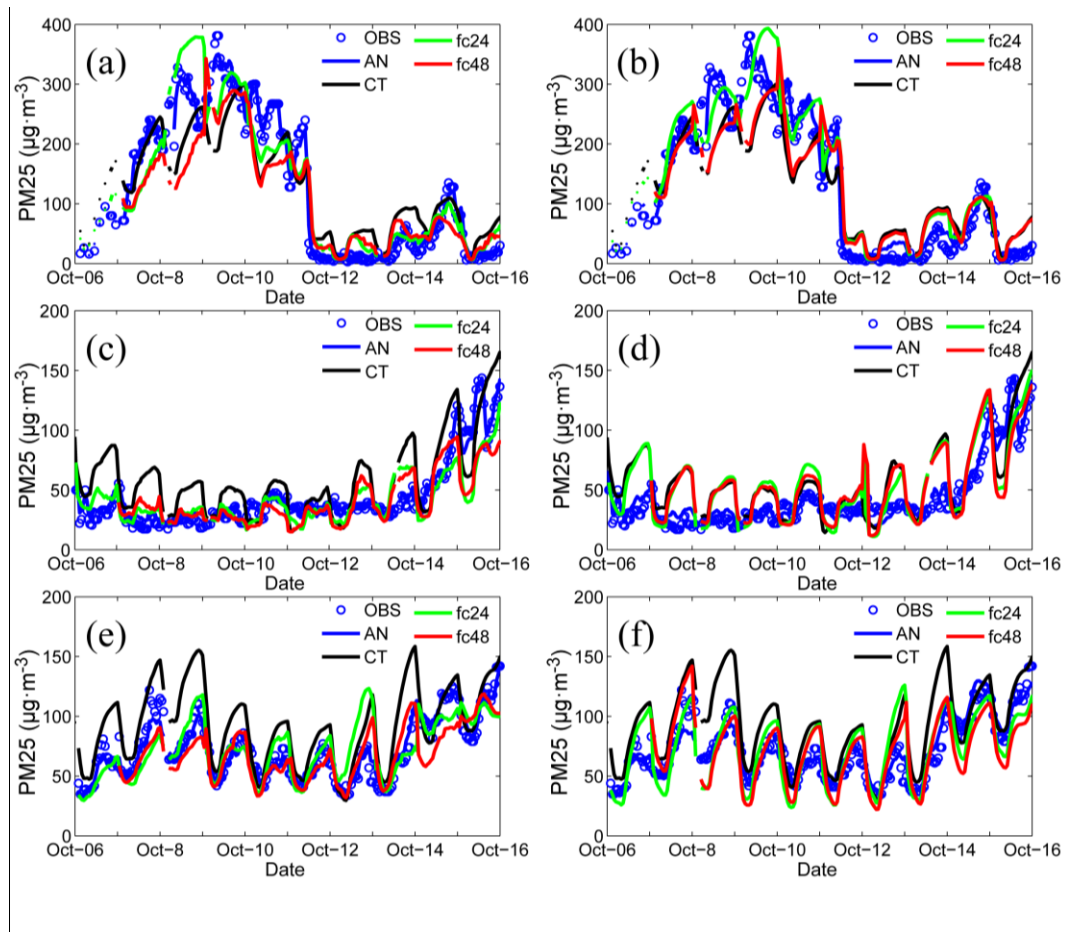 (a)
OBS
AN
CT
fc24
fc48
PM25 (µg·m-3)
400
300
200
100
0
Oct-06 Oct-8 Oct-10 Oct-12 Oct-14 Oct-16
Date
(b)
OBS
AN
CT
fc24
fc48
PM25 (µg·m-3)
400
300
200
100
0
Oct-06 Oct-8 Oct-10 Oct-12 Oct-14 Oct-16
Date
(c)
OBS
AN
CT
fc24
fc48
PM25 (µg·m-3)
200
150
100
50
0
Oct-06 Oct-8 Oct-10 Oct-12 Oct-14 Oct-16
Date
(d)
OBS
AN
CT
fc24
fc48
PM25 (µg·m-3)
200
150
100
50
0
Oct-06 Oct-8 Oct-10 Oct-12 Oct-14 Oct-16
Date
(e)
OBS
AN
CT
fc24
fc48
PM25 (µg·m-3)
200
150
100
50
0
Oct-06 Oct-8 Oct-10 Oct-12 Oct-14 Oct-16
Date
(f)
OBS
AN
CT
fc24
fc48
PM25 (µg·m-3)
200
150
100
50
0
Oct-06 Oct-8 Oct-10 Oct-12 Oct-14 Oct-16
Date